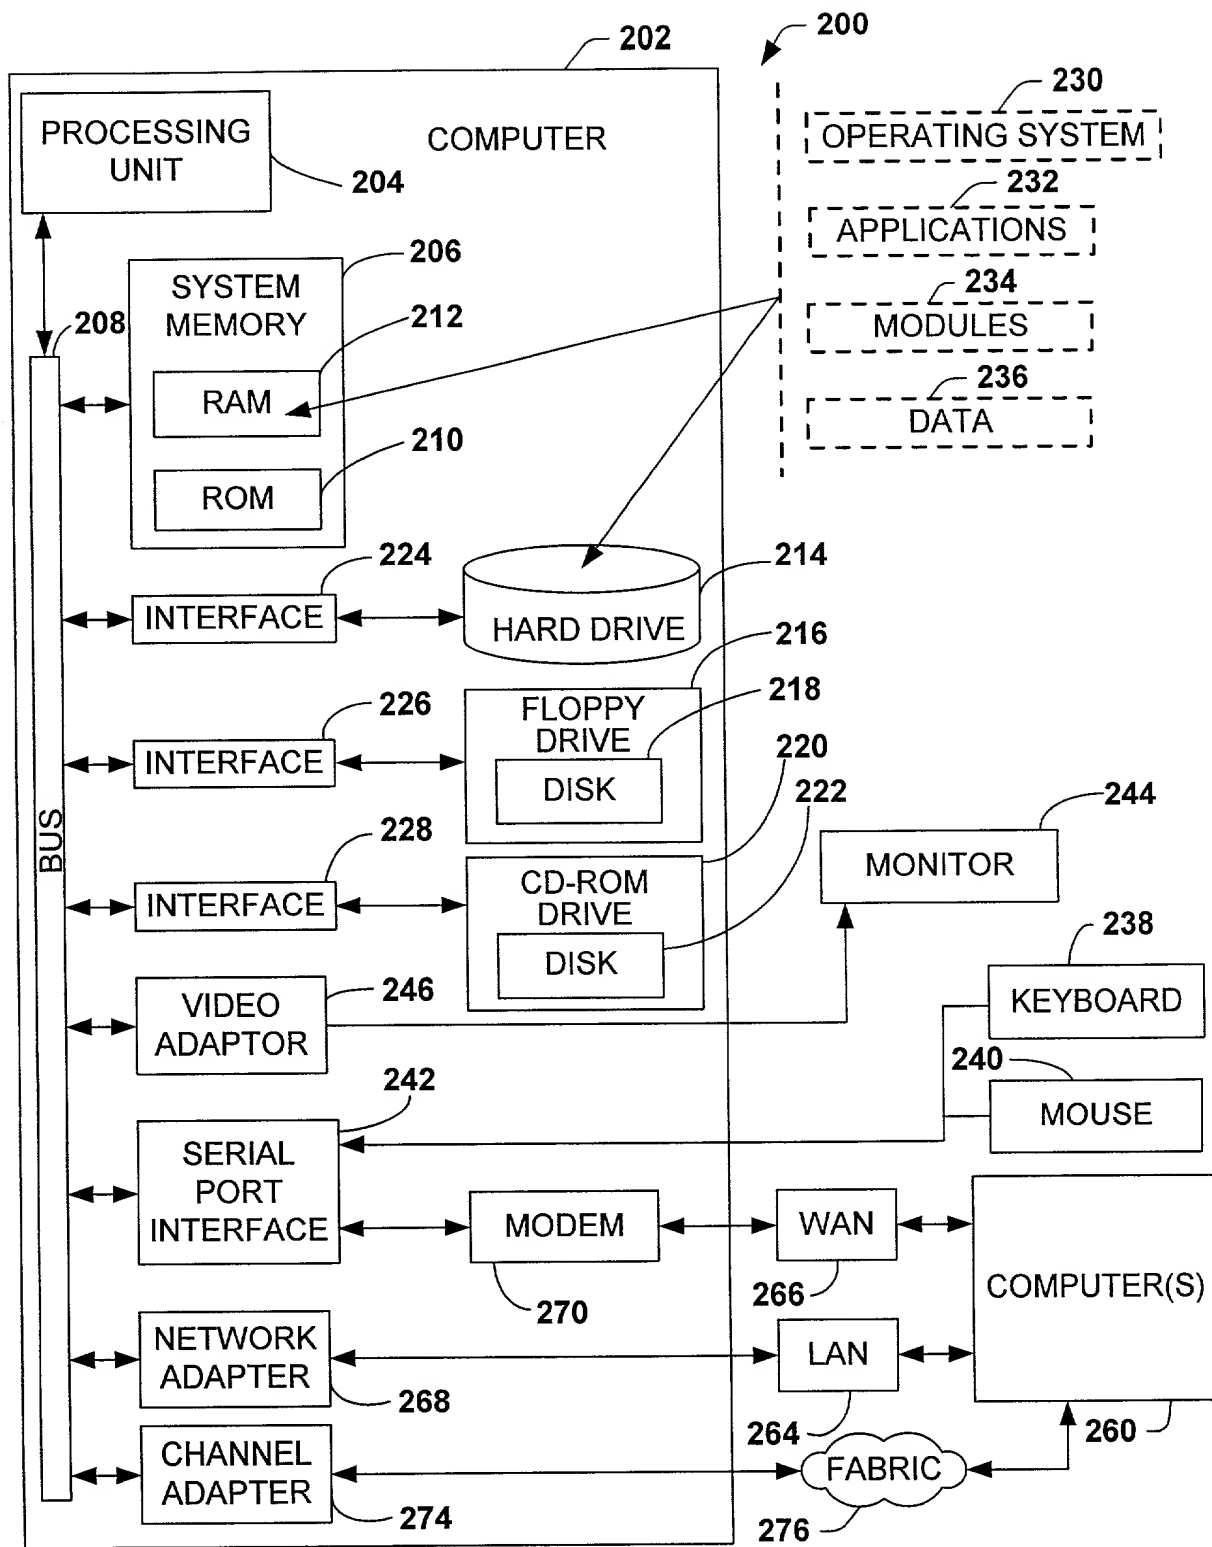 200
202
230
PROCESSING
UNIT
COMPUTER
OPERATING SYSTEM
204
232
APPLICATIONS
206
SYSTEM
MEMORY
234
208
212
MODULES
236
RAM
DATA
210
ROM
224
214
INTERFACE
HARD DRIVE
216
226
218
FLOPPY
DRIVE
220
INTERFACE
DISK
222
244
BUS
228
MONITOR
CD-ROM
DRIVE
INTERFACE
238
DISK
246
VIDEO
ADAPTOR
KEYBOARD
240
242
MOUSE
SERIAL
PORT
INTERFACE
MODEM
WAN
266
COMPUTER(S)
270
NETWORK
ADAPTER
LAN
268
264
260
CHANNEL
ADAPTER
FABRIC
274
276